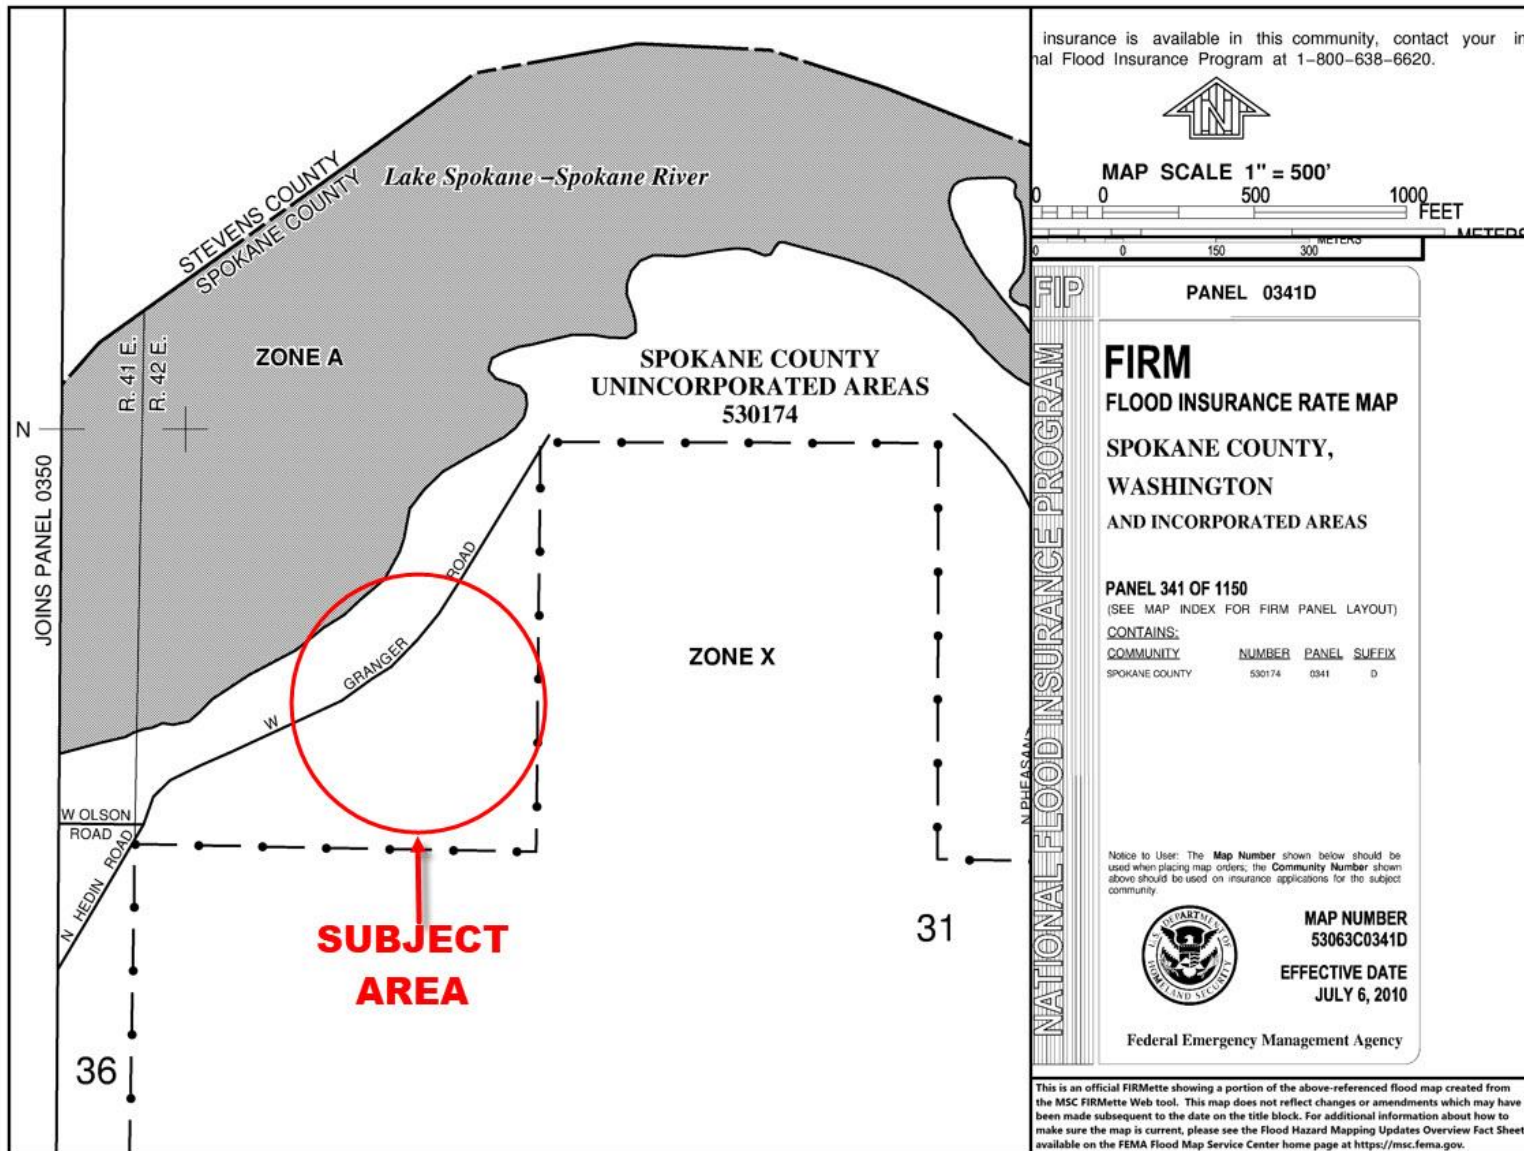 insurance is available in this community, contact your
Flood Insurance Program at 1-800-638-6620.
N
MAP SCALE 1" = 500'
0 500 1000
FEET
METERS
0 150 300
METERS
STEVENS COUNTY
SPOKANE COUNTY
Lake Spokane –Spokane River
R. 41 E.
R. 42 E.
ZONE A
N
JOINS PANEL 0350
SPOKANE COUNTY
UNINCORPORATED AREAS
530174
W GRANGER ROAD
ZONE X
W OLSON
ROAD
N HEDIN ROAD
SUBJECT
AREA
31
36
NATIONAL FLOOD INSURANCE PROGRAM
PANEL 0341D
FIRM
FLOOD INSURANCE RATE MAP
SPOKANE COUNTY,
WASHINGTON
AND INCORPORATED AREAS
PANEL 341 OF 1150
(SEE MAP INDEX FOR FIRM PANEL LAYOUT)
CONTAINS:
COMMUNITY NUMBER PANEL SUFFIX
SPOKANE COUNTY 530174 0341 D
Notice to User: The Map Number shown below should be
used when placing map orders; the Community Number shown
above should be used on insurance applications for the subject
community.
U.S. DEPARTMENT OF HOMELAND SECURITY
MAP NUMBER
53063C0341D
EFFECTIVE DATE
JULY 6, 2010
Federal Emergency Management Agency
This is an official FIRMette showing a portion of the above-referenced flood map created from
the MSC FIRMette Web tool. This map does not reflect changes or amendments which may have
been made subsequent to the date on the title block. For additional information about how to
make sure the map is current, please see the Flood Hazard Mapping Updates Overview Fact Sheet
available on the FEMA Flood Map Service Center home page at https://msc.fema.gov.